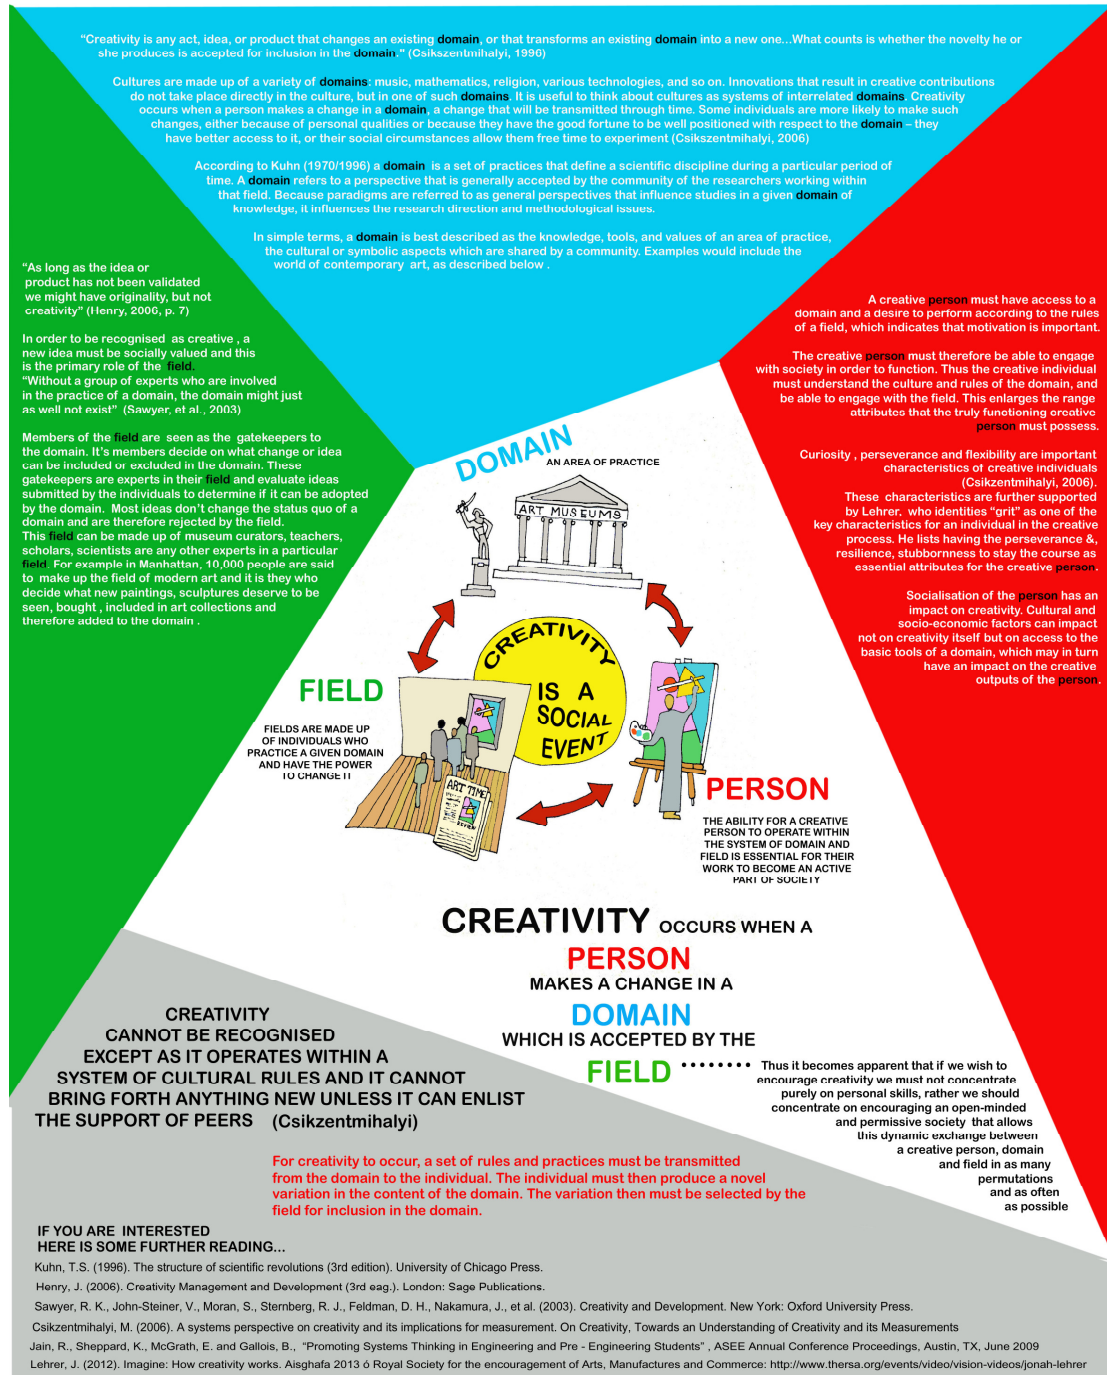 “Creativity is any act, idea, or product that changes an existing domain, or that transforms an existing domain into a new one...What counts is whether the novelty he or
she produces is accepted for inclusion in the domain.” (Csikszentmihalyi, 1996)
Cultures are made up of a variety of domains: music, mathematics, religion, various technologies, and so on. Innovations that result in creative contributions
do not take place directly in the culture, but in one of such domains. It is useful to think about cultures as systems of interrelated domains. Creativity
occurs when a person makes a change in a domain, a change that will be transmitted through time. Some individuals are more likely to make such
changes, either because of personal qualities or because they have the good fortune to be well positioned with respect to the domain – they
have better access to it, or their social circumstances allow them free time to experiment (Csikszentmihalyi, 2006)
According to Kuhn (1970/1996) a domain is a set of practices that define a scientific discipline during a particular period of
time. A domain refers to a perspective that is generally accepted by the community of the researchers working within
that field. Because paradigms are referred to as general perspectives that influence studies in a given domain of
knowledge, it influences the research direction and methodological issues.
In simple terms, a domain is best described as the knowledge, tools, and values of an area of practice,
the cultural or symbolic aspects which are shared by a community. Examples would include the
world of contemporary art, as described below .
“As long as the idea or
product has not been validated
we might have originality, but not
creativity” (Henry, 2006, p. 7)
In order to be recognised as creative , a
new idea must be socially valued and this
is the primary role of the field.
“Without a group of experts who are involved
in the practice of a domain, the domain might just
as well not exist” (Sawyer, et al., 2003)
Members of the field are seen as the gatekeepers to
the domain. It’s members decide on what change or idea
can be included or excluded in the domain. These
gatekeepers are experts in their field and evaluate ideas
submitted by the individuals to determine if it can be adopted
by the domain. Most ideas don’t change the status quo of a
domain and are therefore rejected by the field.
This field can be made up of museum curators, teachers,
scholars, scientists are any other experts in a particular
field. For example in Manhattan, 10,000 people are said
to make up the field of modern art and it is they who
decide what new paintings, sculptures deserve to be
seen, bought , included in art collections and
therefore added to the domain .
A creative person must have access to a
domain and a desire to perform according to the rules
of a field, which indicates that motivation is important.
The creative person must therefore be able to engage
with society in order to function. Thus the creative individual
must understand the culture and rules of the domain, and
be able to engage with the field. This enlarges the range
attributes that the truly functioning creative
person must possess.
Curiosity , perseverance and flexibility are important
characteristics of creative individuals
(Csikzentmihalyi, 2006).
These characteristics are further supported
by Lehrer. who identities “grit” as one of the
key characteristics for an individual in the creative
process. He lists having the perseverance &,
resilience, stubbornness to stay the course as
essential attributes for the creative person.
Socialisation of the person has an
impact on creativity. Cultural and
socio-economic factors can impact
not on creativity itself but on access to the
basic tools of a domain, which may in turn
have an impact on the creative
outputs of the person.
DOMAIN
AN AREA OF PRACTICE
ART MUSEUMS
CREATIVITY
IS A
SOCIAL
EVENT
FIELD
FIELDS ARE MADE UP
OF INDIVIDUALS WHO
PRACTICE A GIVEN DOMAIN
AND HAVE THE POWER
TO CHANGE IT
ART TIME
REVIEW
PERSON
THE ABILITY FOR A CREATIVE
PERSON TO OPERATE WITHIN
THE SYSTEM OF DOMAIN AND
FIELD IS ESSENTIAL FOR THEIR
WORK TO BECOME AN ACTIVE
PART OF SOCIETY
CREATIVITY OCCURS WHEN A
PERSON
MAKES A CHANGE IN A
DOMAIN
WHICH IS ACCEPTED BY THE
FIELD ........
Thus it becomes apparent that if we wish to
encourage creativity we must not concentrate
purely on personal skills, rather we should
concentrate on encouraging an open-minded
and permissive society that allows
this dynamic exchange between
a creative person, domain
and field in as many
permutations
and as often
as possible
CREATIVITY
CANNOT BE RECOGNISED
EXCEPT AS IT OPERATES WITHIN A
SYSTEM OF CULTURAL RULES AND IT CANNOT
BRING FORTH ANYTHING NEW UNLESS IT CAN ENLIST
THE SUPPORT OF PEERS (Csikzentmihalyi)
For creativity to occur, a set of rules and practices must be transmitted
from the domain to the individual. The individual must then produce a novel
variation in the content of the domain. The variation then must be selected by the
field for inclusion in the domain.
IF YOU ARE INTERESTED
HERE IS SOME FURTHER READING...
Kuhn, T.S. (1996). The structure of scientific revolutions (3rd edition). University of Chicago Press.
Henry, J. (2006). Creativity Management and Development (3rd eag.). London: Sage Publications.
Sawyer, R. K., John-Steiner, V., Moran, S., Sternberg, R. J., Feldman, D. H., Nakamura, J., et al. (2003). Creativity and Development. New York: Oxford University Press.
Csikzentmihalyi, M. (2006). A systems perspective on creativity and its implications for measurement. On Creativity, Towards an Understanding of Creativity and its Measurements
Jain, R., Sheppard, K., McGrath, E. and Gallois, B., “Promoting Systems Thinking in Engineering and Pre - Engineering Students” , ASEE Annual Conference Proceedings, Austin, TX, June 2009
Lehrer, J. (2012). Imagine: How creativity works. Aisghafa 2013 ó Royal Society for the encouragement of Arts, Manufactures and Commerce: http://www.thersa.org/events/video/vision-videos/jonah-lehrer